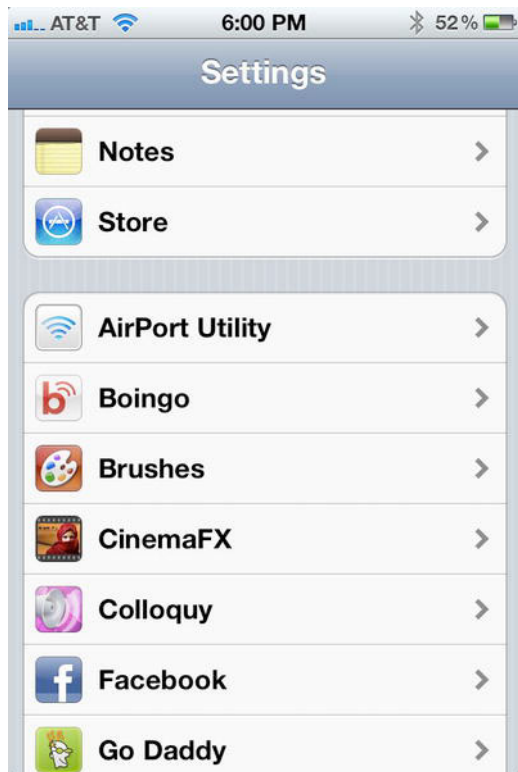 AT&T 6:00 PM 52%
Settings
Notes
Store
AirPort Utility
Boingo
Brushes
CinemaFX
Colloquy
Facebook
Go Daddy